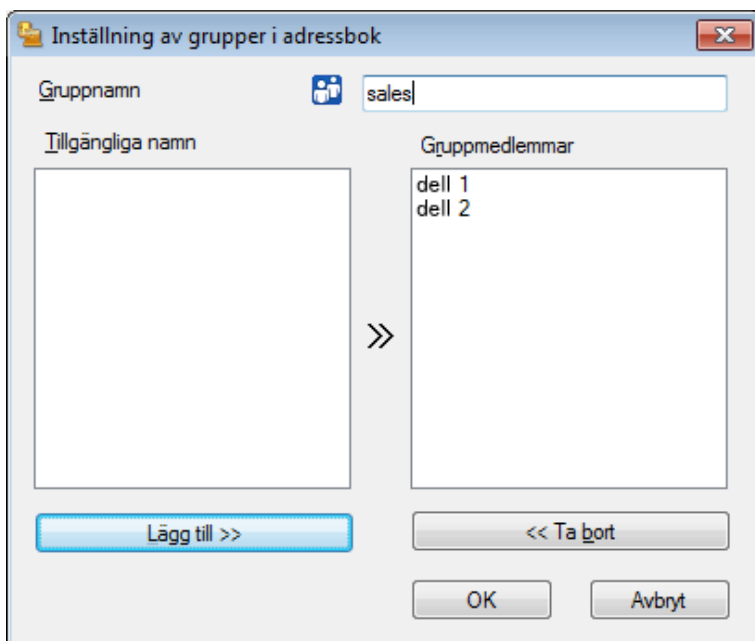 Inställning av grupper i adressbok
Gruppnamn
sales
Tillgängliga namn
Gruppmedlemmar
dell 1
dell 2
>>
Lägg till >>
<< Ta bort
OK
Avbryt